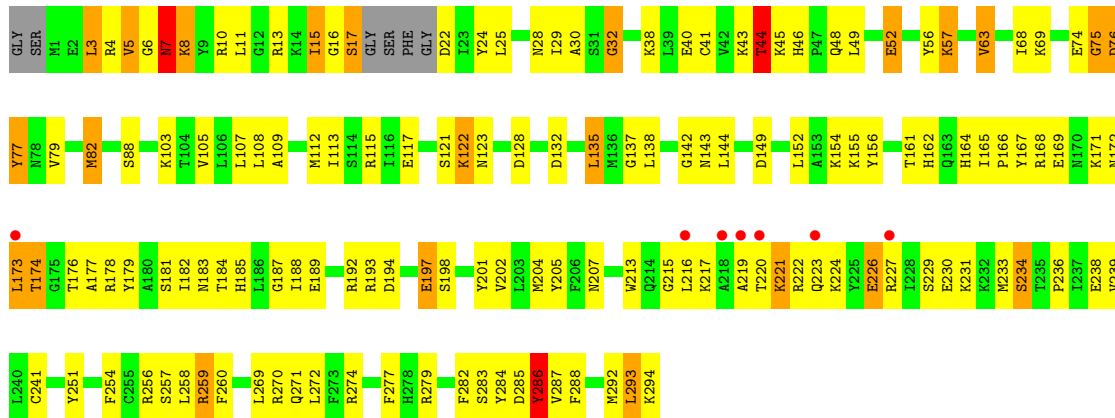 GLY SER M1 E2 L3 R4 V5 G6 N7 K8 Y9 R10 L11 G12 R13 K14 I15 G16 S17 GLY SER PHE GLY D22 I23 Y24 L25 N28 I29 A30 S31 G32 K38 L39 E40 C41 V42 K43 T44 K45 H46 P47 Q48 L49 E52 Y56 K57 V63 I68 K69 E74 G75 D76
Y77 N78 V79 M82 S88 K103 T104 V105 L106 L107 L108 A109 M112 I113 S114 R115 I116 E117 S121 K122 N123 D128 D132 L135 M136 G137 L138 G142 N143 L144 D149 L152 A153 K154 K155 Y156 T161 H162 Q163 H164 I165 P166 Y167 R168 E169 N170 K171 N172
L173 T174 G175 T176 A177 R178 Y179 A180 S181 I182 N183 T184 H185 L186 G187 I188 E189 R192 R193 D194 E197 S198 Y201 V202 L203 M204 Y205 F206 N207 W213 Q214 G215 L216 K217 A218 A219 T220 K221 R222 Q223 K224 Y225 E226 R227 I228 S229 E230 K231 K232 M233 S234 T235 P236 I237 E238 V239
L240 C241 Y251 F254 C255 R256 S257 L258 R259 F260 L269 R270 Q271 L272 F273 R274 F277 H278 R279 F282 S283 Y284 D285 Y286 V287 F288 M292 L293 K294